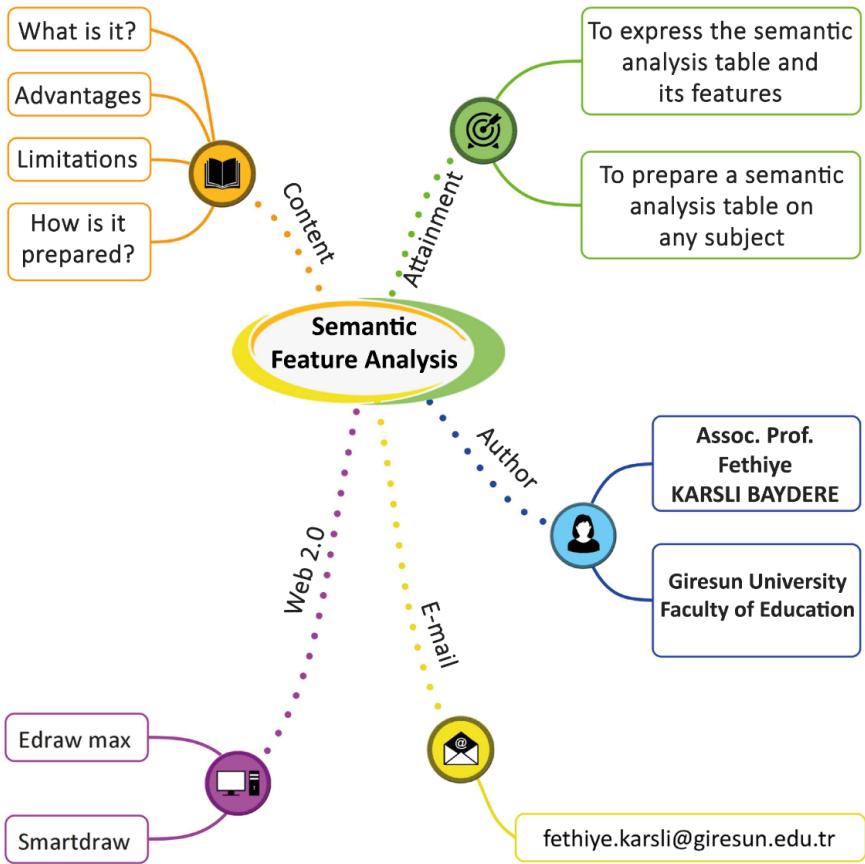 What is it?
Advantages
Limitations
How is it
prepared?
Content
To express the semantic
analysis table and
its features
To prepare a semantic
analysis table on
any subject
Attainment
Semantic
Feature Analysis
Author
Assoc. Prof.
Fethiye
KARSLI BAYDERE
Giresun University
Faculty of Education
Web 2.0
Edraw max
Smartdraw
E-mail
@
fethiye.karsli@giresun.edu.tr